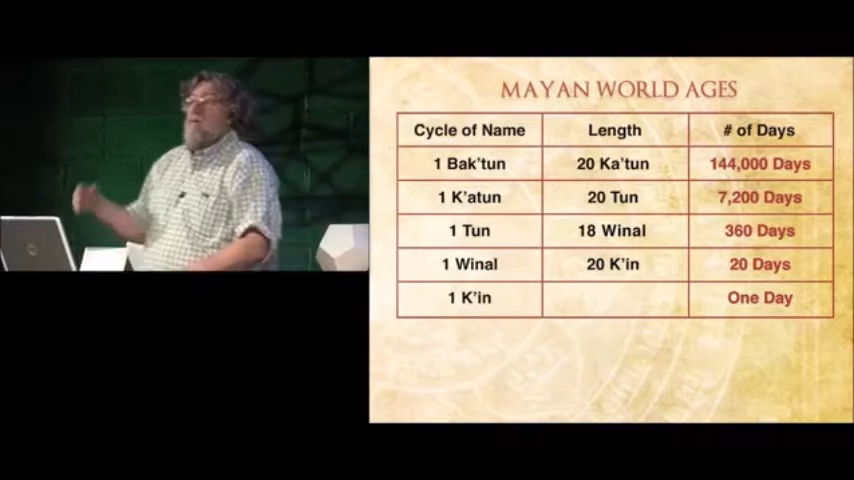 MAYAN WORLD AGES
Cycle of Name Length # of Days
1 Bak'tun 20 Ka'tun 144,000 Days
1 K'atun 20 Tun 7,200 Days
1 Tun 18 Winal 360 Days
1 Winal 20 K'in 20 Days
1 K'in One Day